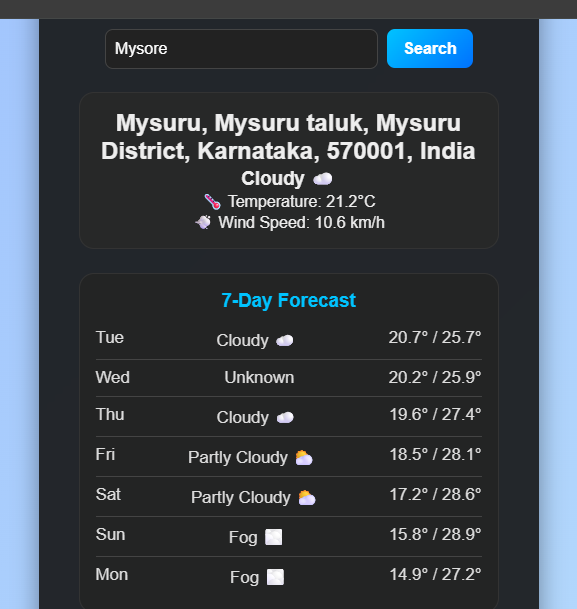 Mysore
Search
Mysuru, Mysuru taluk, Mysuru
District, Karnataka, 570001, India
Cloudy
Temperature: 21.2°C
Wind Speed: 10.6 km/h
7-Day Forecast
Tue Cloudy 20.7° / 25.7°
Wed Unknown 20.2° / 25.9°
Thu Cloudy 19.6° / 27.4°
Fri Partly Cloudy 18.5° / 28.1°
Sat Partly Cloudy 17.2° / 28.6°
Sun Fog 15.8° / 28.9°
Mon Fog 14.9° / 27.2°